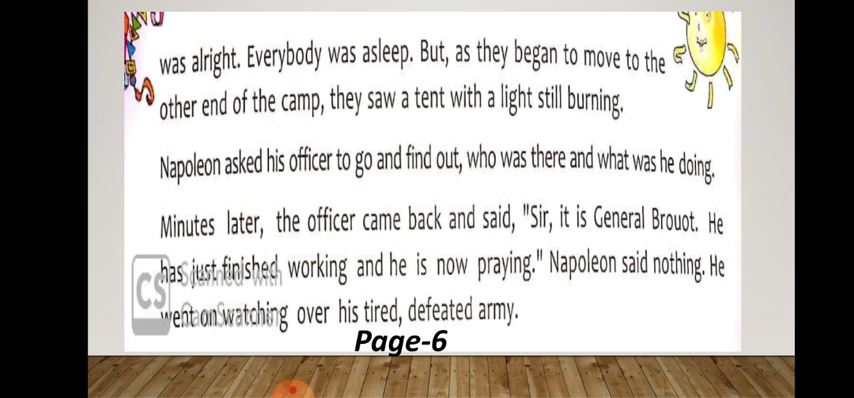 was alright. Everybody was asleep. But, as they began to move to the
other end of the camp, they saw a tent with a light still burning.
Napoleon asked his officer to go and find out, who was there and what was he doing.
Minutes later, the officer came back and said, "Sir, it is General Brouot. He
has just finished working and he is now praying." Napoleon said nothing. He
went on watching over his tired, defeated army.
CS
Scanned with
CamScanner
Page-6